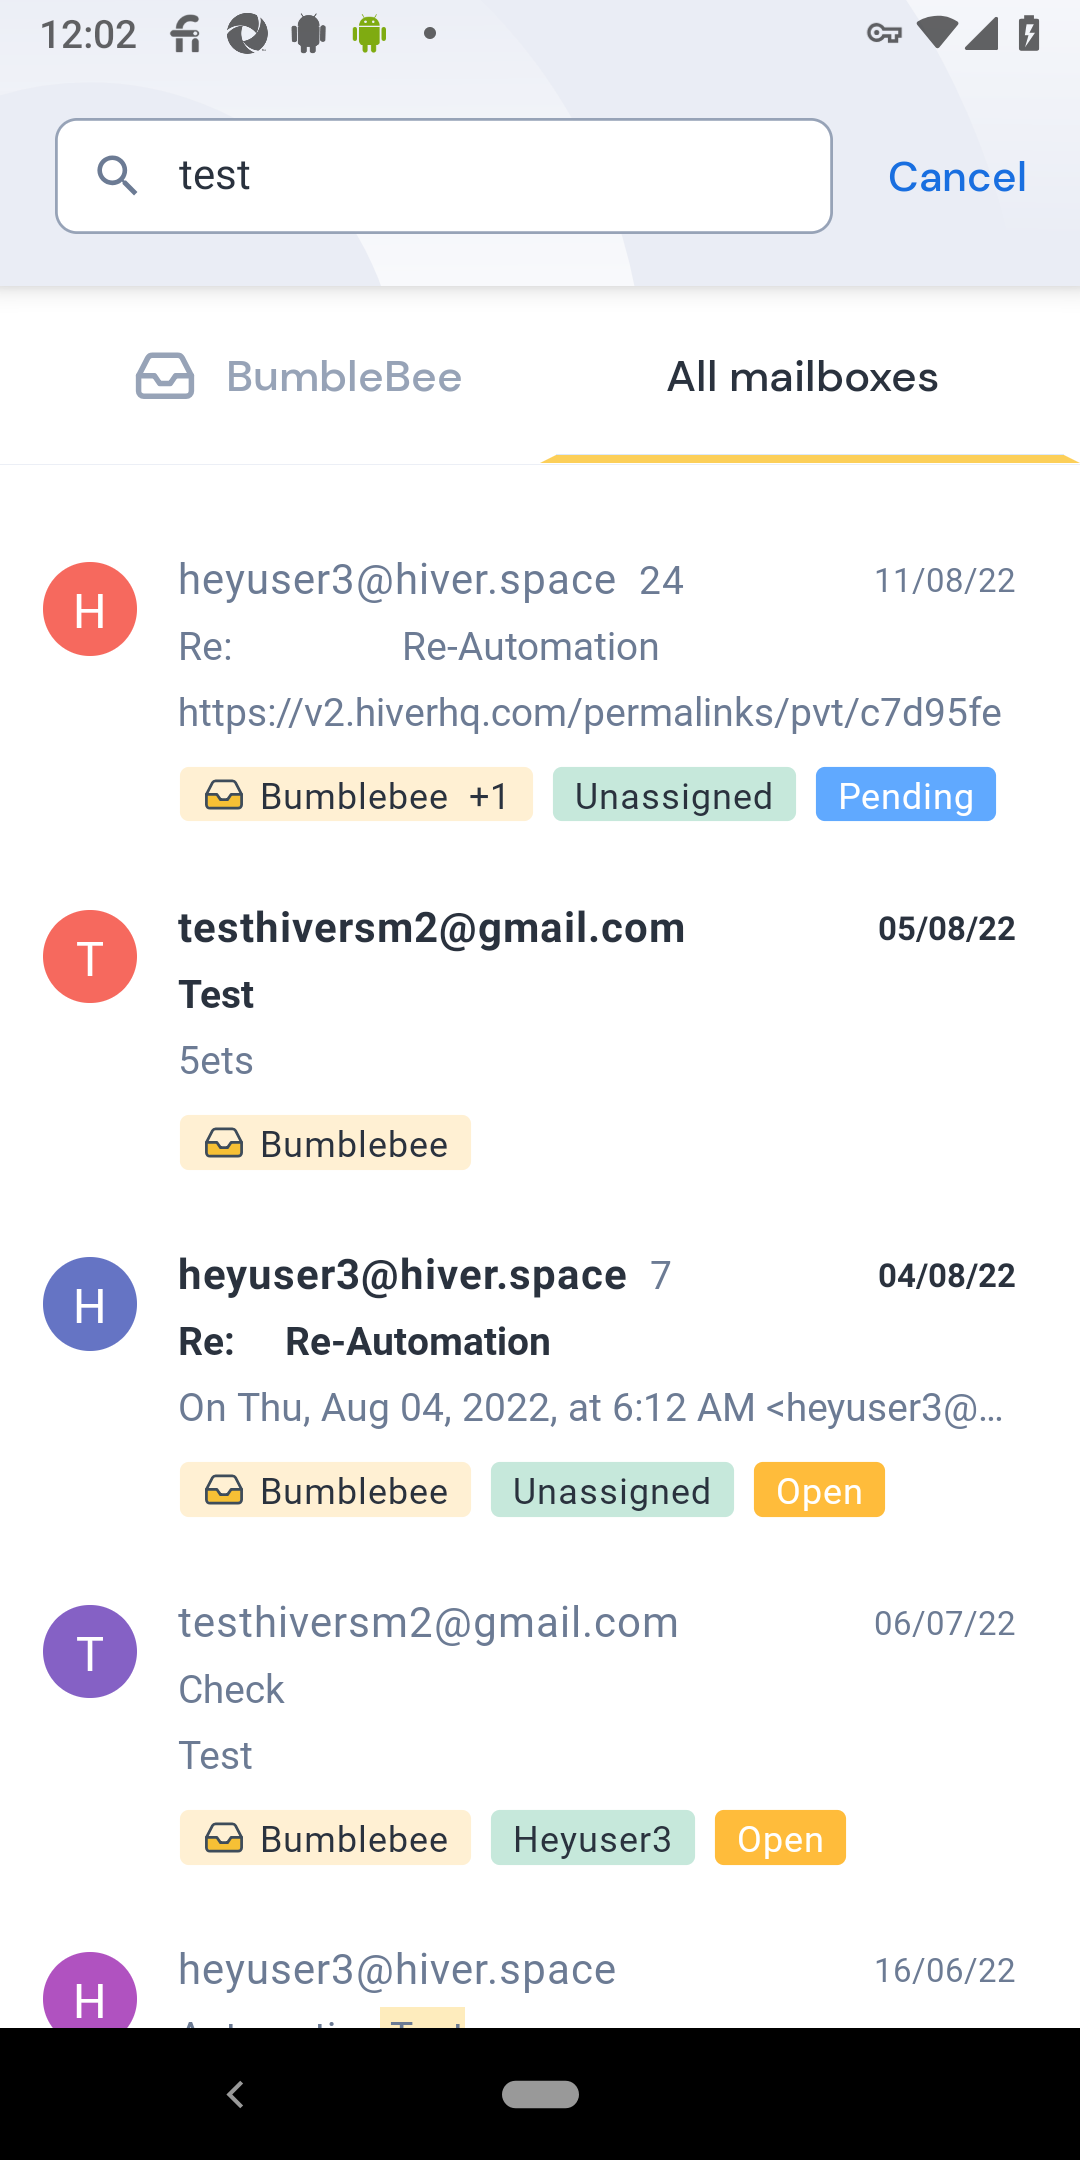 12:02
test
Cancel
BumbleBee
All mailboxes
H
heyuser3@hiver.space 24
11/08/22
Re: Re-Automation
https://v2.hiverhq.com/permalinks/pvt/c7d95fe
Bumblebee +1
Unassigned
Pending
T
testhiversm2@gmail.com
05/08/22
Test
5ets
Bumblebee
H
heyuser3@hiver.space 7
04/08/22
Re: Re-Automation
On Thu, Aug 04, 2022, at 6:12 AM <heyuser3@...
Bumblebee
Unassigned
Open
T
testhiversm2@gmail.com
06/07/22
Check
Test
Bumblebee
Heyuser3
Open
H
heyuser3@hiver.space
16/06/22